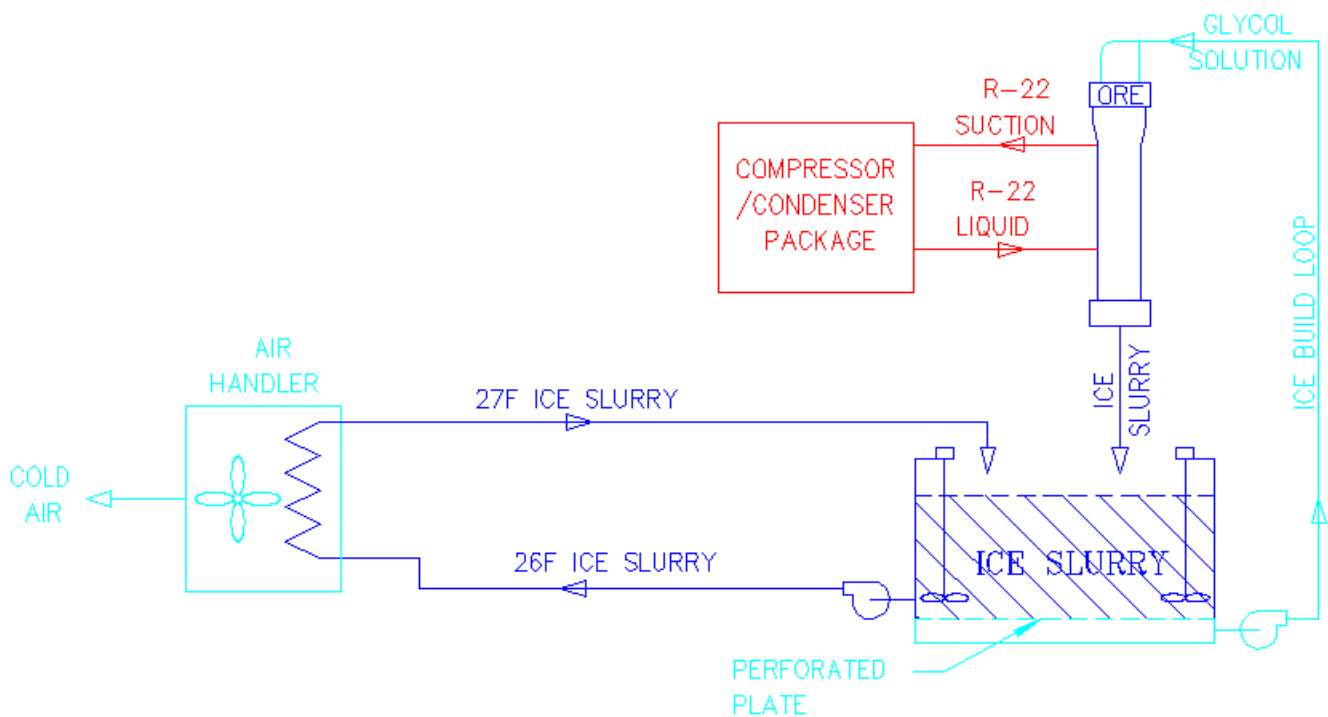 GLYCOL
SOLUTION
ORE
R-22
SUCTION
COMPRESSOR
/CONDENSER
PACKAGE
R-22
LIQUID
ICE BUILD LOOP
ICE
SLURRY
AIR
HANDLER
27F ICE SLURRY
COLD
AIR
26F ICE SLURRY
ICE SLURRY
PERFORATED
PLATE